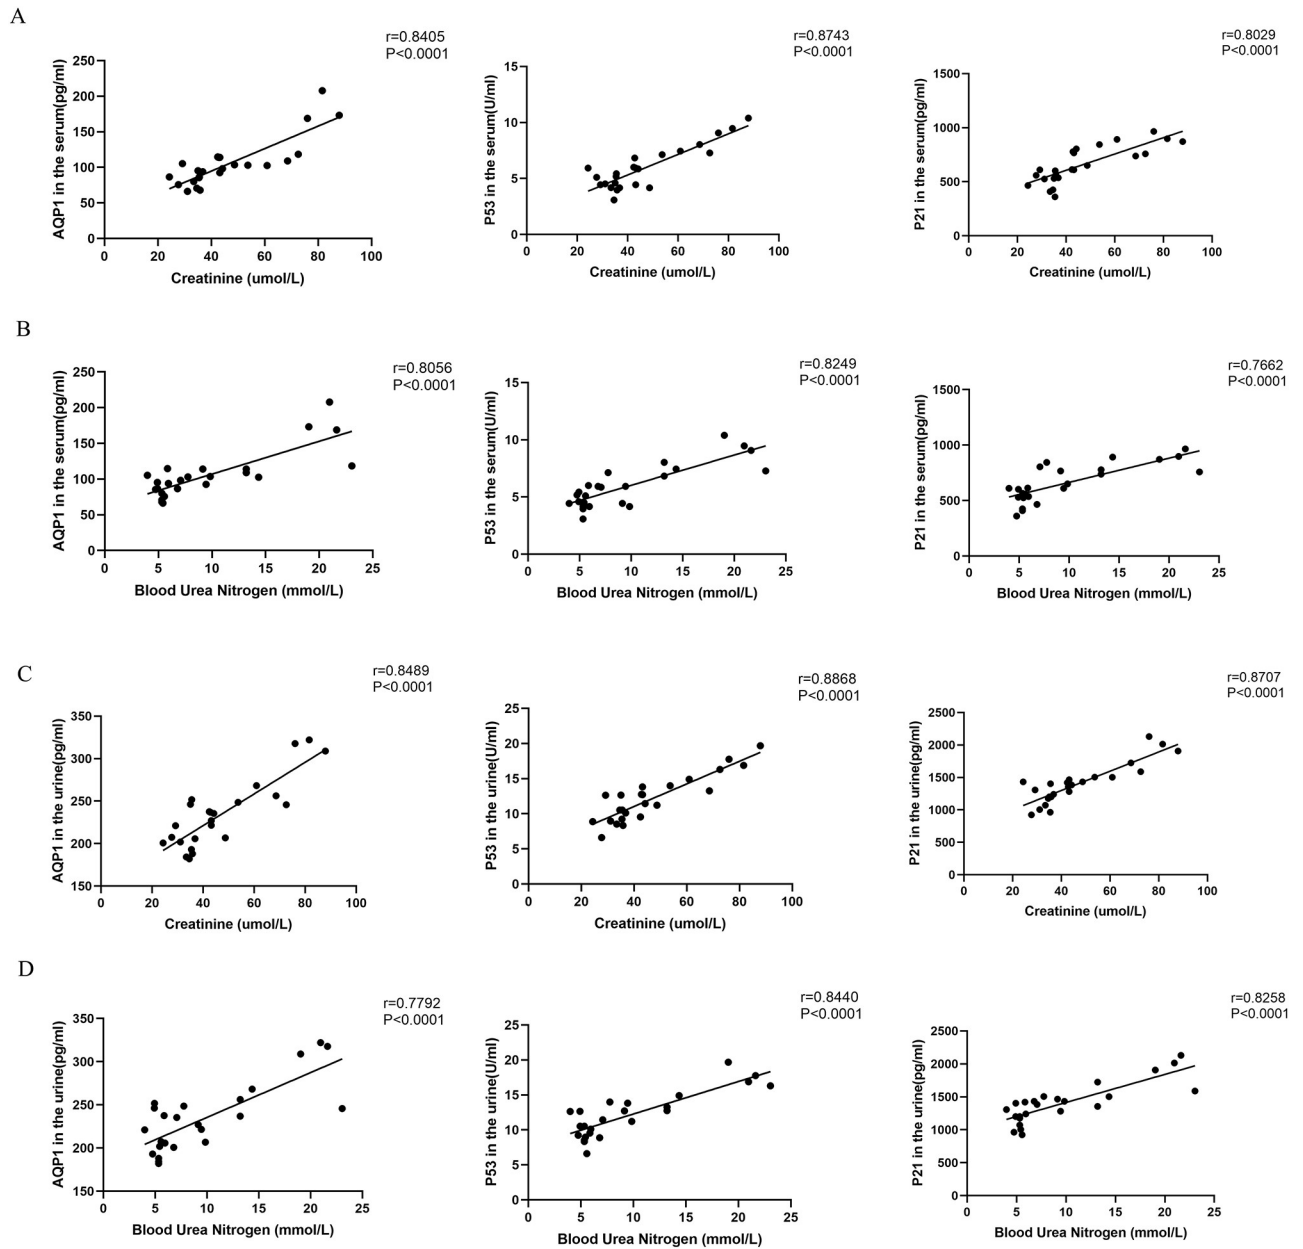 A
r=0.8405
P<0.0001
AQP1 in the serum(pg/ml)
250
200
150
100
50
0
0 20 40 60 80 100
Creatinine (umol/L)
r=0.8743
P<0.0001
P53 in the serum(U/ml)
15
10
5
0
0 20 40 60 80 100
Creatinine (umol/L)
r=0.8029
P<0.0001
P21 in the serum(pg/ml)
1500
1000
500
0
0 20 40 60 80 100
Creatinine (umol/L)
B
r=0.8056
P<0.0001
AQP1 in the serum(pg/ml)
250
200
150
100
50
0
0 5 10 15 20 25
Blood Urea Nitrogen (mmol/L)
r=0.8249
P<0.0001
P53 in the serum(U/ml)
15
10
5
0
0 5 10 15 20 25
Blood Urea Nitrogen (mmol/L)
r=0.7662
P<0.0001
P21 in the serum(pg/ml)
1500
1000
500
0
0 5 10 15 20 25
Blood Urea Nitrogen (mmol/L)
C
r=0.8489
P<0.0001
AQP1 in the urine(pg/ml)
350
300
250
200
150
0 20 40 60 80 100
Creatinine (umol/L)
r=0.8868
P<0.0001
P53 in the urine(U/ml)
25
20
15
10
5
0
0 20 40 60 80 100
Creatinine (umol/L)
r=0.8707
P<0.0001
P21 in the urine(pg/ml)
2500
2000
1500
1000
500
0
0 20 40 60 80 100
Creatinine (umol/L)
D
r=0.7792
P<0.0001
AQP1 in the urine(pg/ml)
350
300
250
200
150
0 5 10 15 20 25
Blood Urea Nitrogen (mmol/L)
r=0.8440
P<0.0001
P53 in the urine(U/ml)
25
20
15
10
5
0
0 5 10 15 20 25
Blood Urea Nitrogen (mmol/L)
r=0.8258
P<0.0001
P21 in the urine(pg/ml)
2500
2000
1500
1000
500
0
0 5 10 15 20 25
Blood Urea Nitrogen (mmol/L)